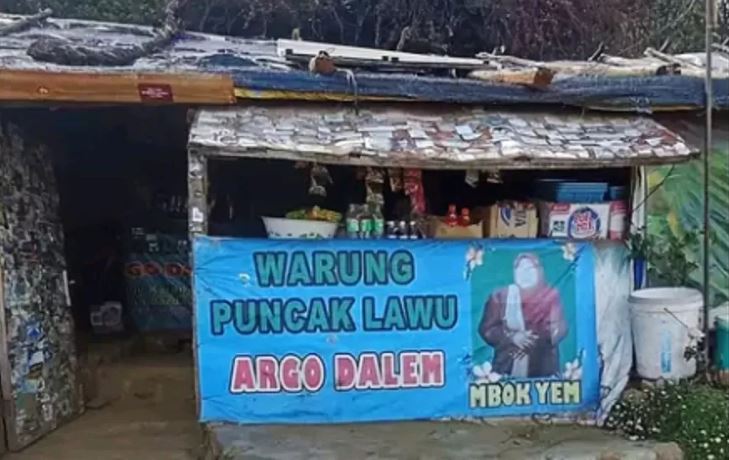 WARUNG
PUNCAK LAWU
ARGO DALEM
MBOK YEM